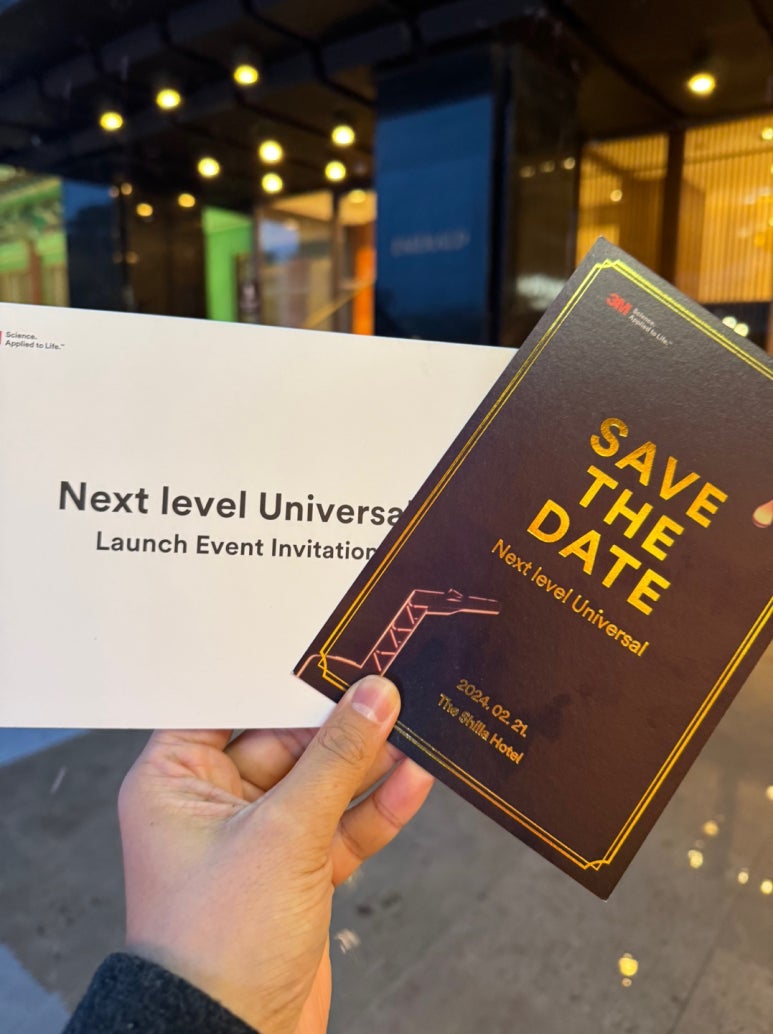 Science.
Applied to Life.™
Next level Universal
Launch Event Invitation
3M Science.
Applied to Life.™
SAVE
THE
DATE
Next level Universal
2024. 02. 21.
The Shilla Hotel
EMERALD